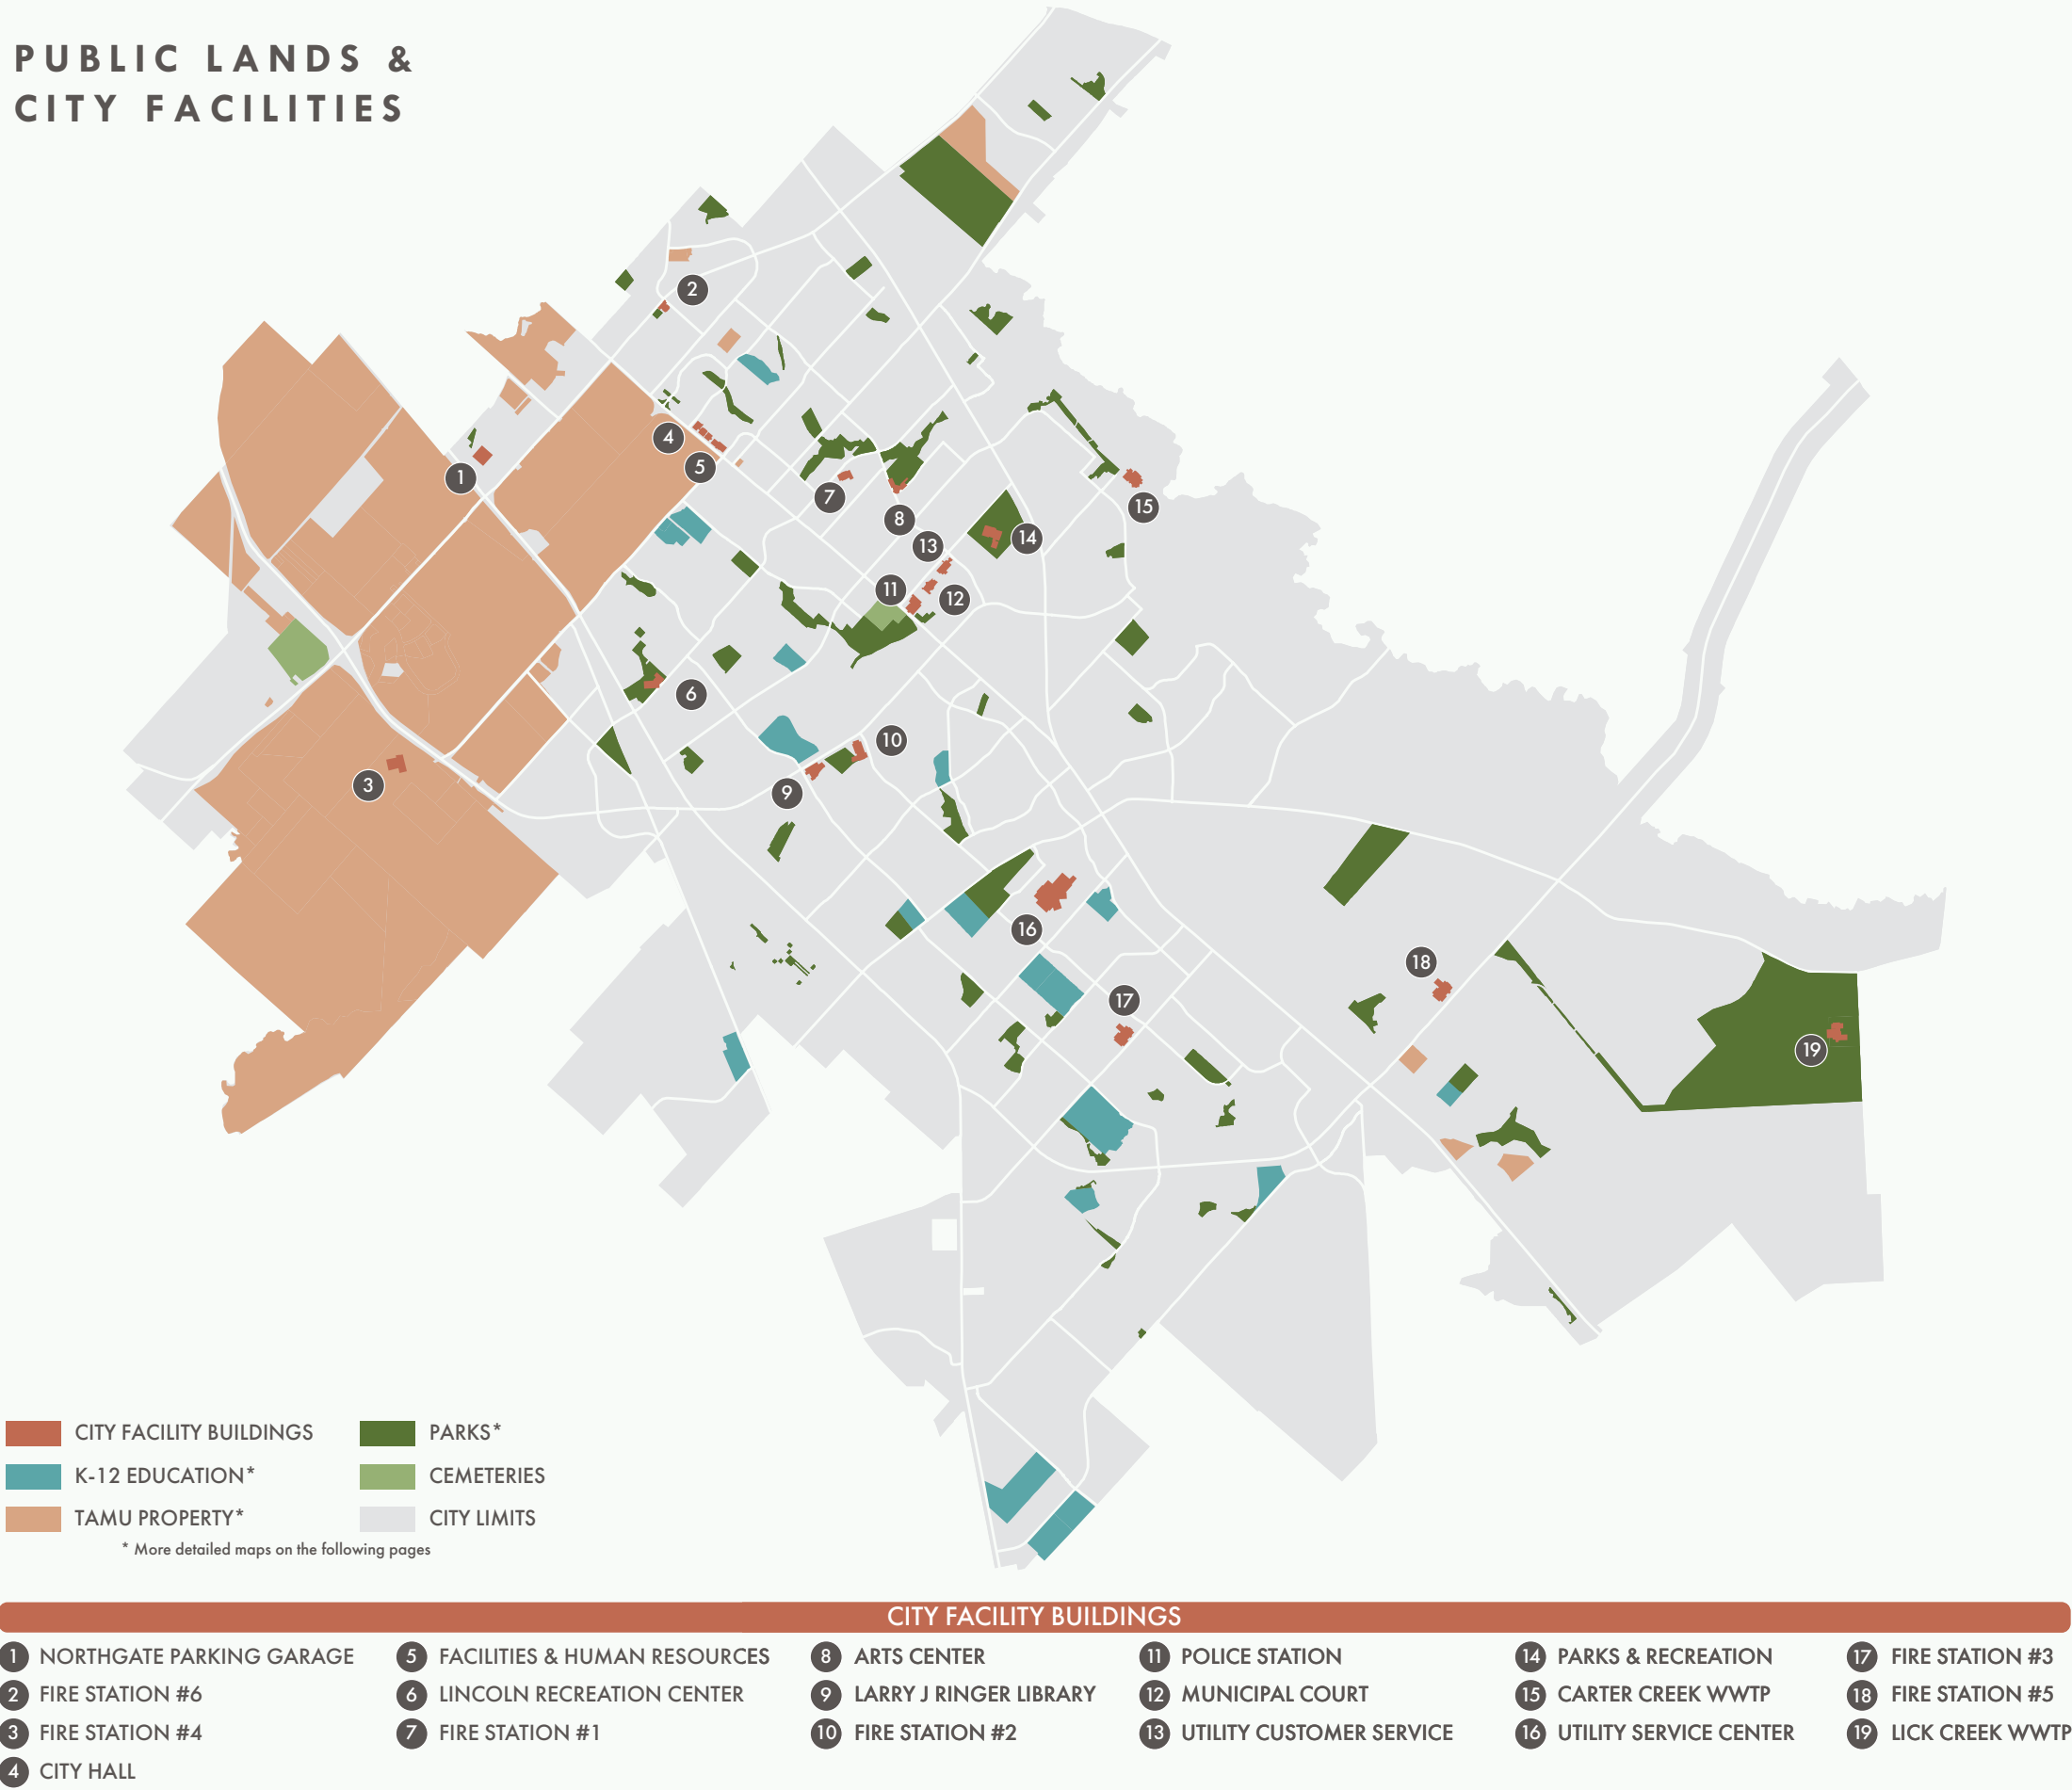 PUBLIC LANDS &
CITY FACILITIES
2
1
4
5
7
8
15
13
14
11
12
6
10
3
9
16
18
17
19
CITY FACILITY BUILDINGS
PARKS*
K-12 EDUCATION*
CEMETERIES
TAMU PROPERTY*
CITY LIMITS
* More detailed maps on the following pages
CITY FACILITY BUILDINGS
1 NORTHGATE PARKING GARAGE
2 FIRE STATION #6
3 FIRE STATION #4
4 CITY HALL
5 FACILITIES & HUMAN RESOURCES
6 LINCOLN RECREATION CENTER
7 FIRE STATION #1
8 ARTS CENTER
9 LARRY J RINGER LIBRARY
10 FIRE STATION #2
11 POLICE STATION
12 MUNICIPAL COURT
13 UTILITY CUSTOMER SERVICE
14 PARKS & RECREATION
15 CARTER CREEK WWTP
16 UTILITY SERVICE CENTER
17 FIRE STATION #3
18 FIRE STATION #5
19 LICK CREEK WWTP